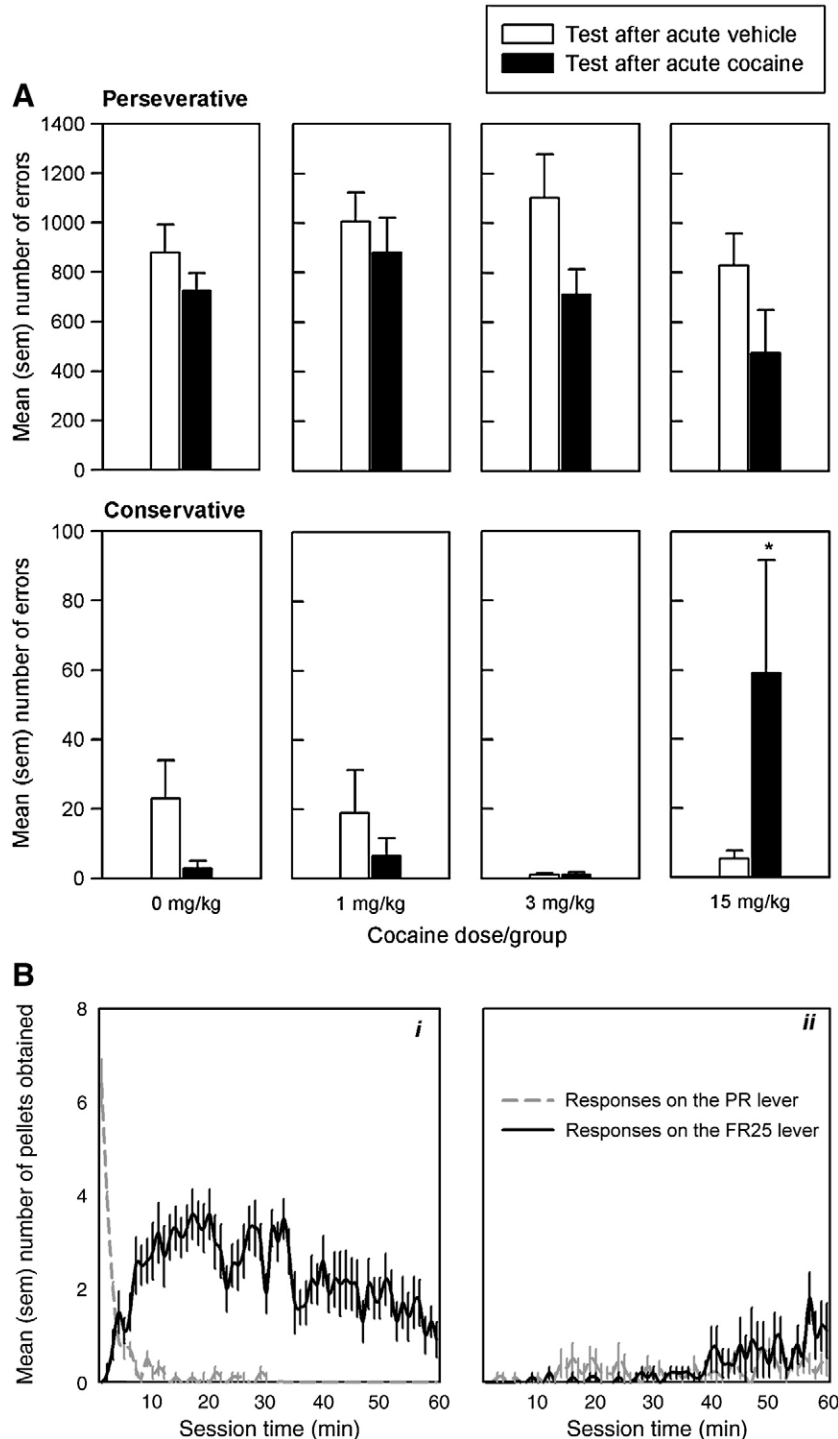 Test after acute vehicle
Test after acute cocaine
A
Perseverative
1400
1200
1000
800
600
400
200
0
Mean (sem) number of errors
Conservative
100
80
60
40
20
0
Mean (sem) number of errors
*
0 mg/kg 1 mg/kg 3 mg/kg 15 mg/kg
Cocaine dose/group
B
Mean (sem) number of pellets obtained
8
6
4
2
0
i
10 20 30 40 50 60
Session time (min)
ii
Responses on the PR lever
Responses on the FR25 lever
10 20 30 40 50 60
Session time (min)